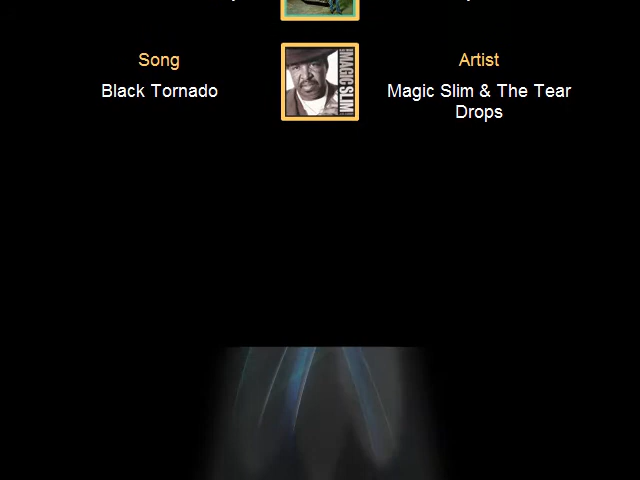 Song
Artist
Black Tornado
Magic Slim & The Tear
Drops
MAGIC SLIM